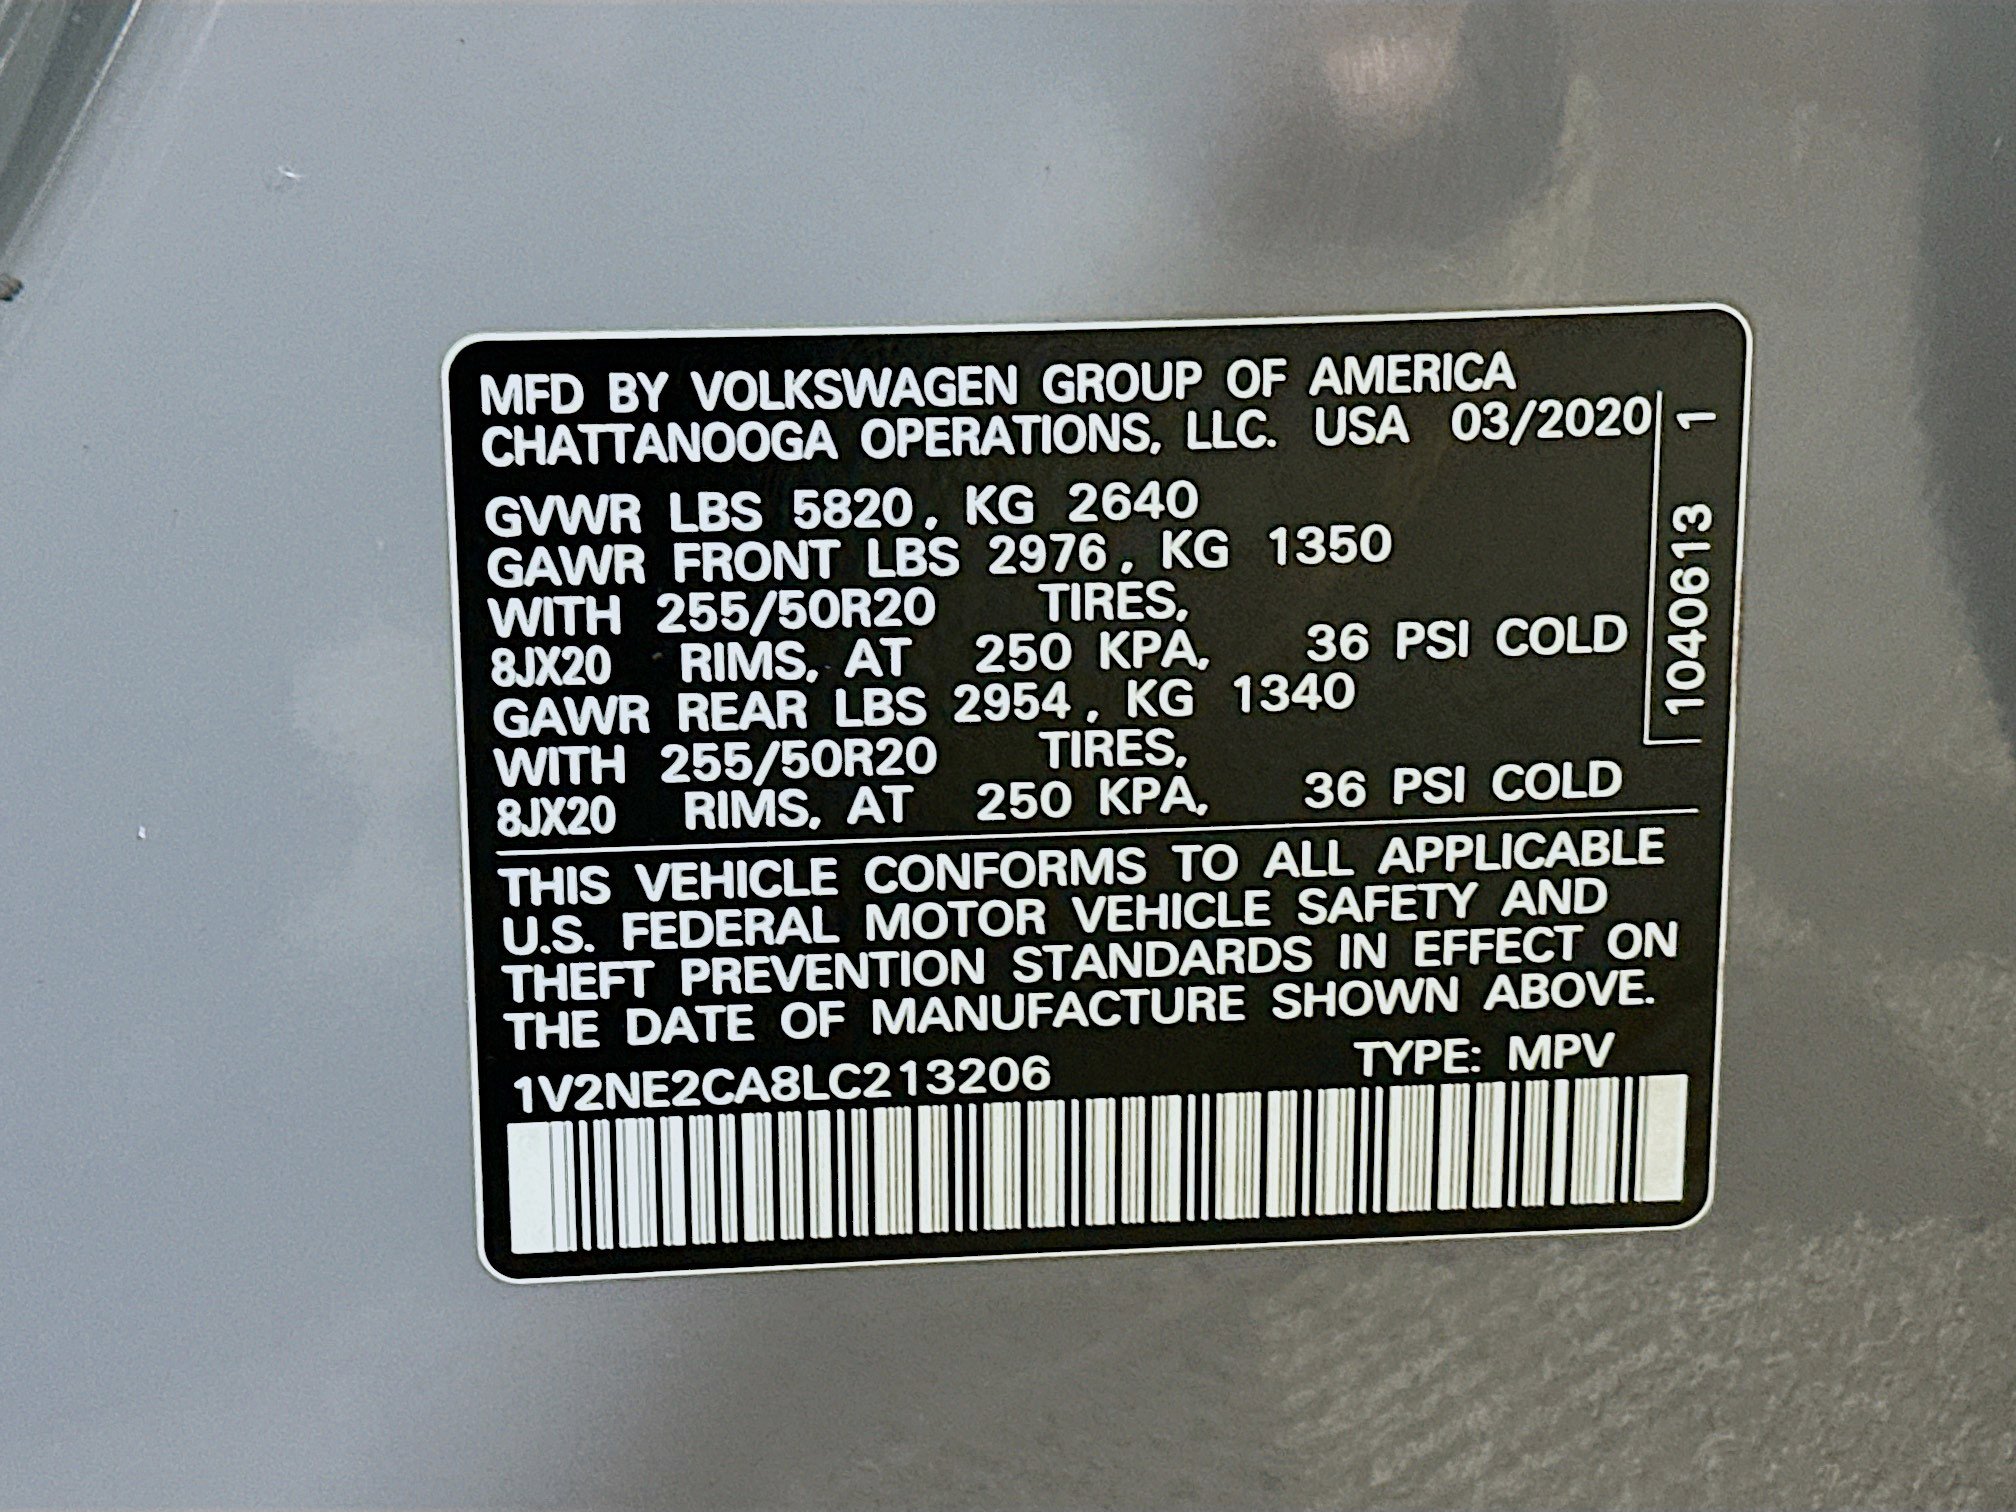 MFD BY VOLKSWAGEN GROUP OF AMERICA
CHATTANOOGA OPERATIONS, LLC. USA 03/2020
GVWR LBS 5820, KG 2640
GAWR FRONT LBS 2976, KG 1350
WITH 255/50R20 TIRES,
8JX20 RIMS, AT 250 KPA, 36 PSI COLD
GAWR REAR LBS 2954, KG 1340
WITH 255/50R20 TIRES,
8JX20 RIMS, AT 250 KPA, 36 PSI COLD
1040613 1
THIS VEHICLE CONFORMS TO ALL APPLICABLE
U.S. FEDERAL MOTOR VEHICLE SAFETY AND
THEFT PREVENTION STANDARDS IN EFFECT ON
THE DATE OF MANUFACTURE SHOWN ABOVE.
1V2NE2CA8LC213206 TYPE: MPV